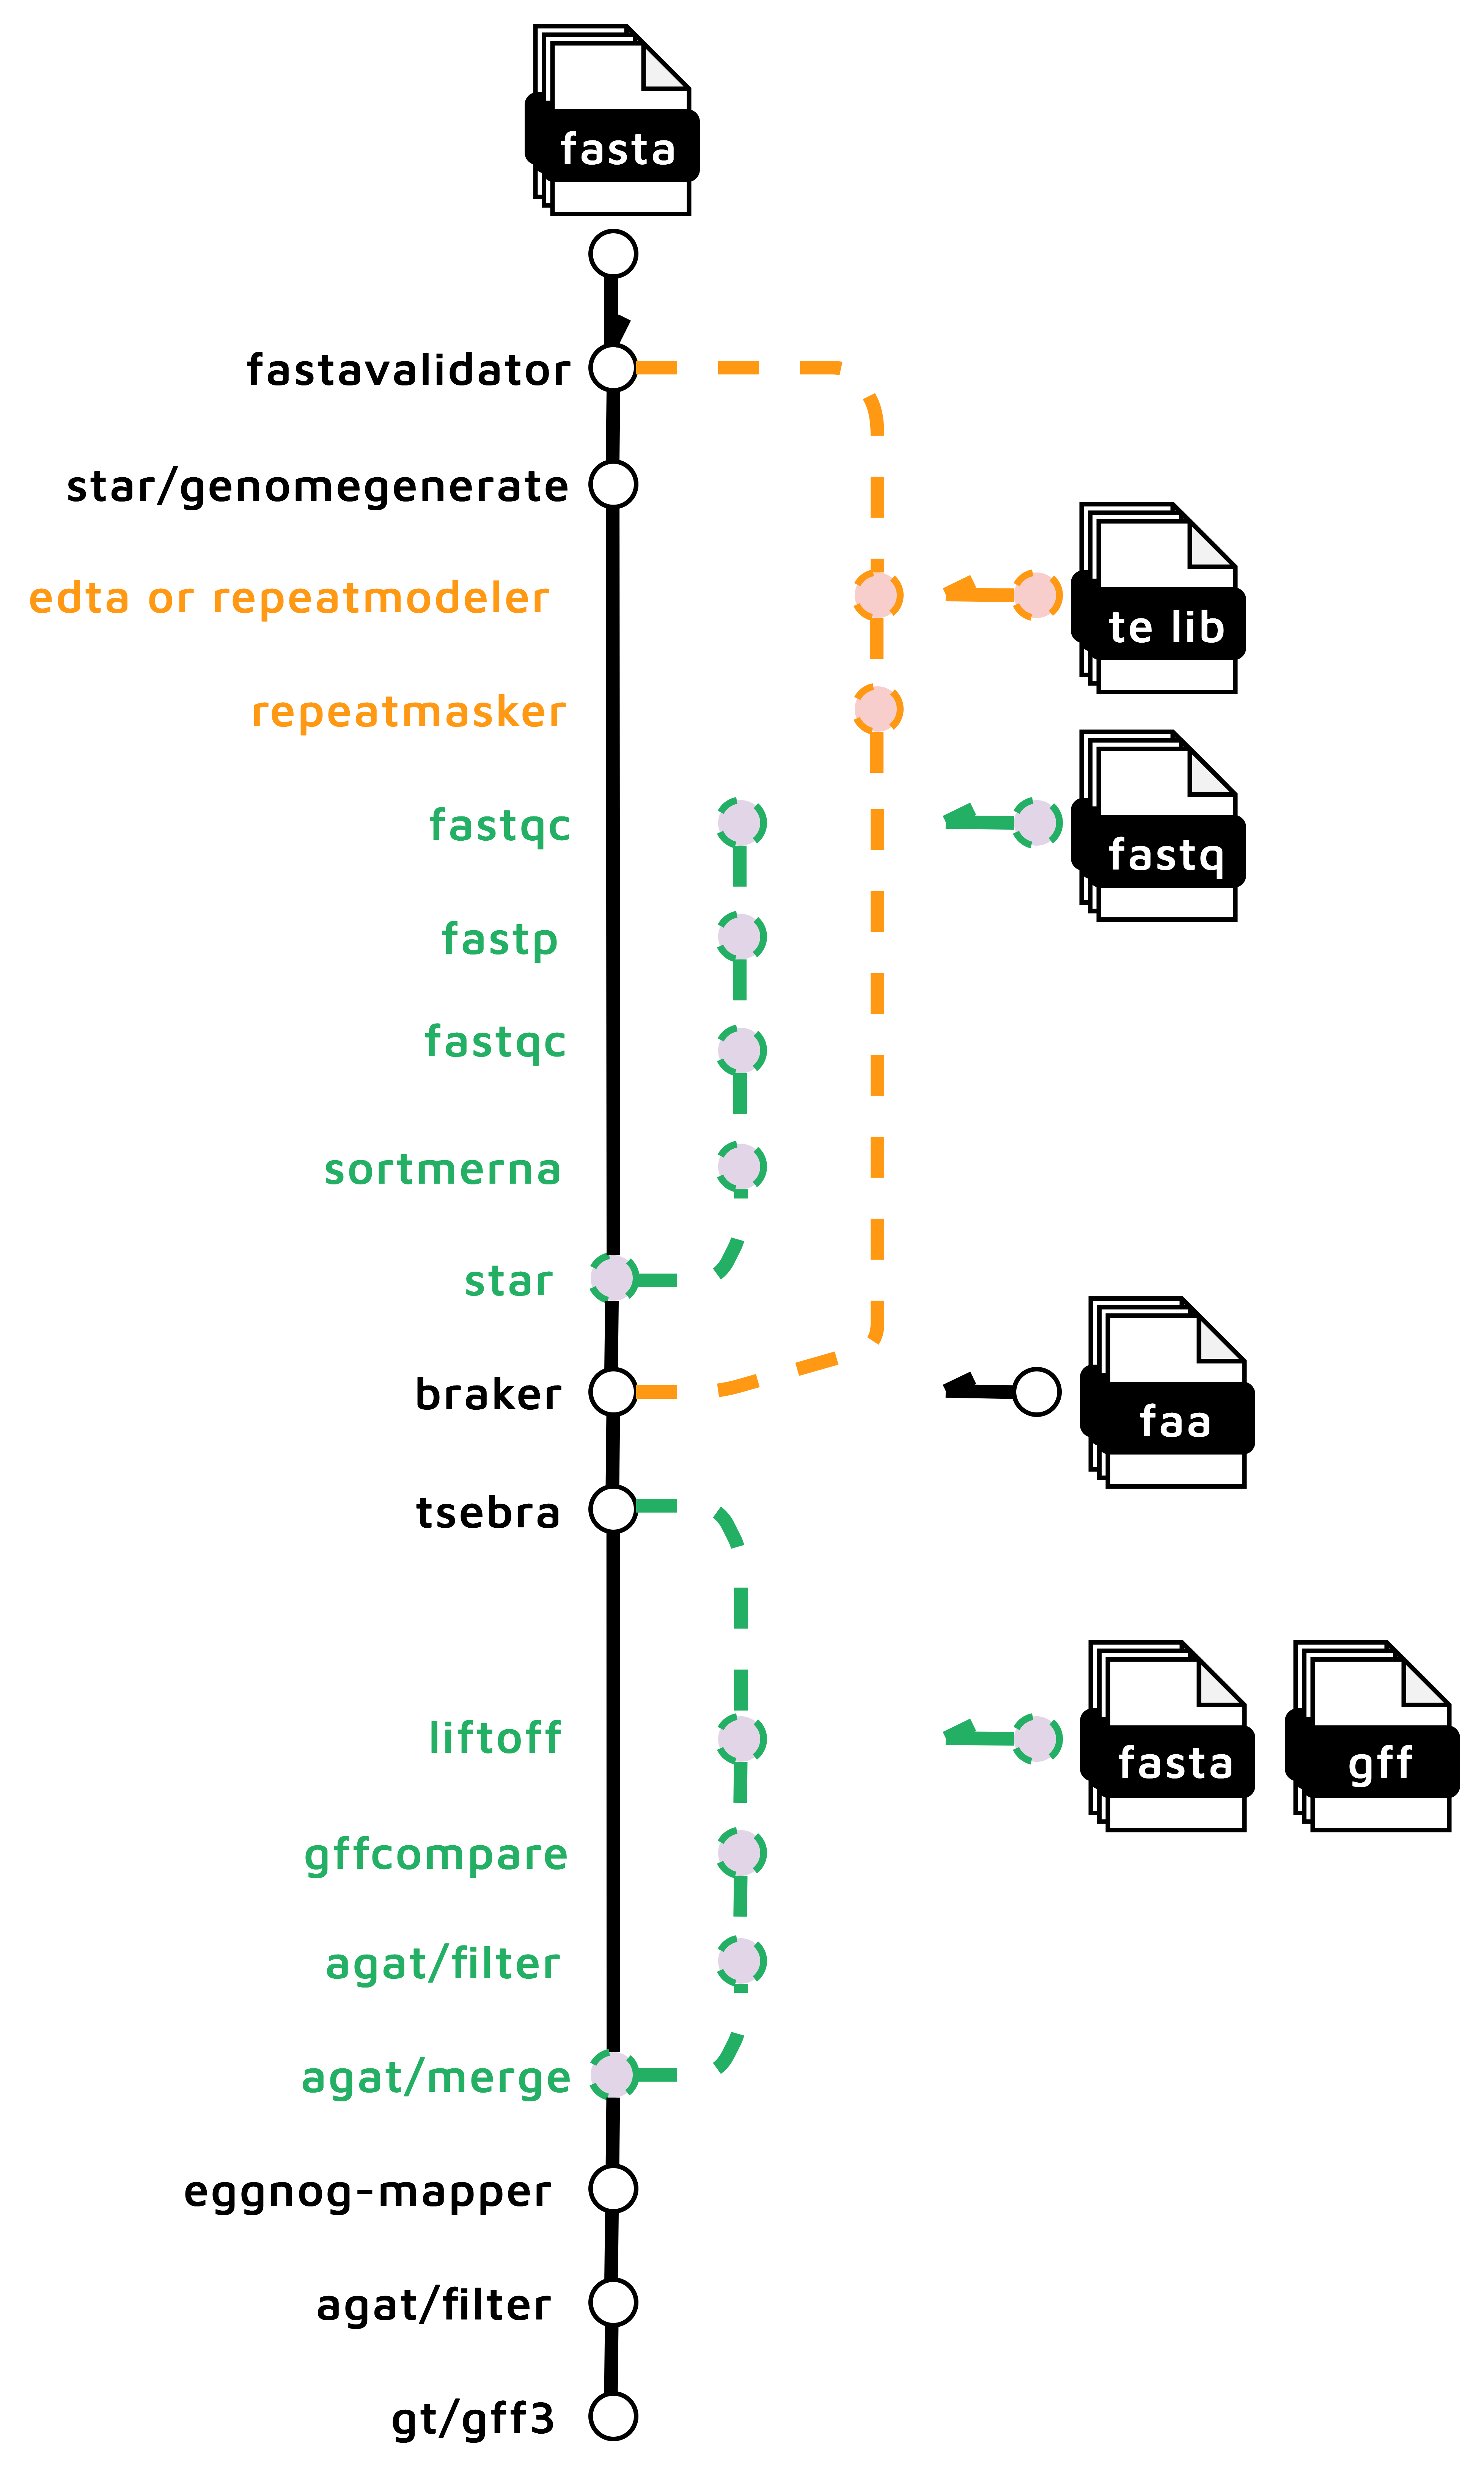 fasta
fastavalidator
star/genomegenerate
edta or repeatmodeler
te lib
repeatmasker
fastqc
fastq
fastp
fastqc
sortmerna
star
braker
faa
tsebra
liftoff
fasta
gff
gffcompare
agat/filter
agat/merge
eggnog-mapper
agat/filter
gt/gff3